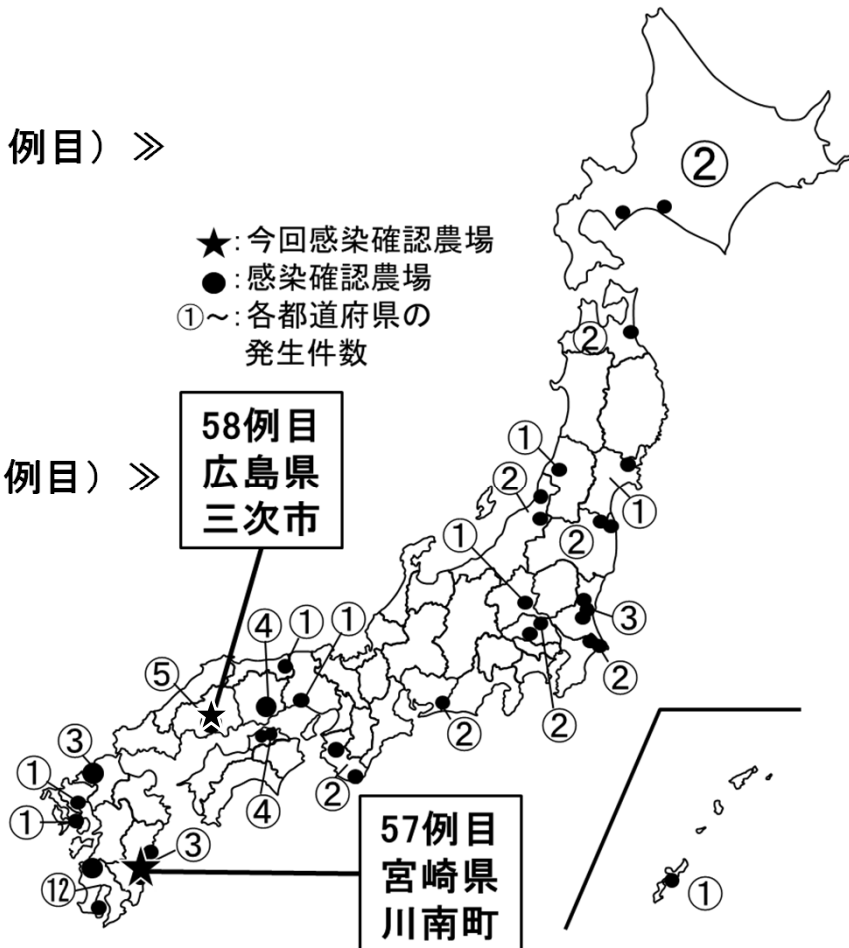 例目）≫
②
★：今回感染確認農場
●：感染確認農場
①～：各都道府県の
発生件数
②
例目）≫
58例目
広島県
三次市
①
②
①
②
①
③
②
②
④
①
①
⑤
②
②
④
③
①
①
③
⑫
57例目
宮崎県
川南町
①